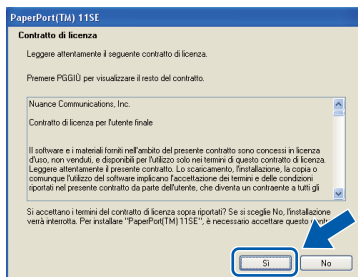 PaperPort(TM) 11SE
Contratto di licenza
Leggere attentamente il seguente contratto di licenza.
Premere PGGIÙ per visualizzare il resto del contratto.
Nuance Communications, Inc.
Contratto di licenza per l'utente finale
Il software e i materiali forniti nell'ambito del presente contratto sono concessi in licenza
d'uso, non venduti, e disponibili per l'utilizzo solo nei termini di questo contratto di licenza.
Leggere attentamente il presente contratto. Lo scaricamento, l'installazione, la copia o
comunque l'utilizzo del software implicano l'accettazione dei termini e delle condizioni
riportati nel presente contratto da parte dell'utente, che diventa un contraente a tutti gli
Si accettano i termini del contratto di licenza sopra riportati? Se si sceglie No, l'installazione
verrà interrotta. Per installare "PaperPort(TM) 11SE", è necessario accettare questo
Sì
No